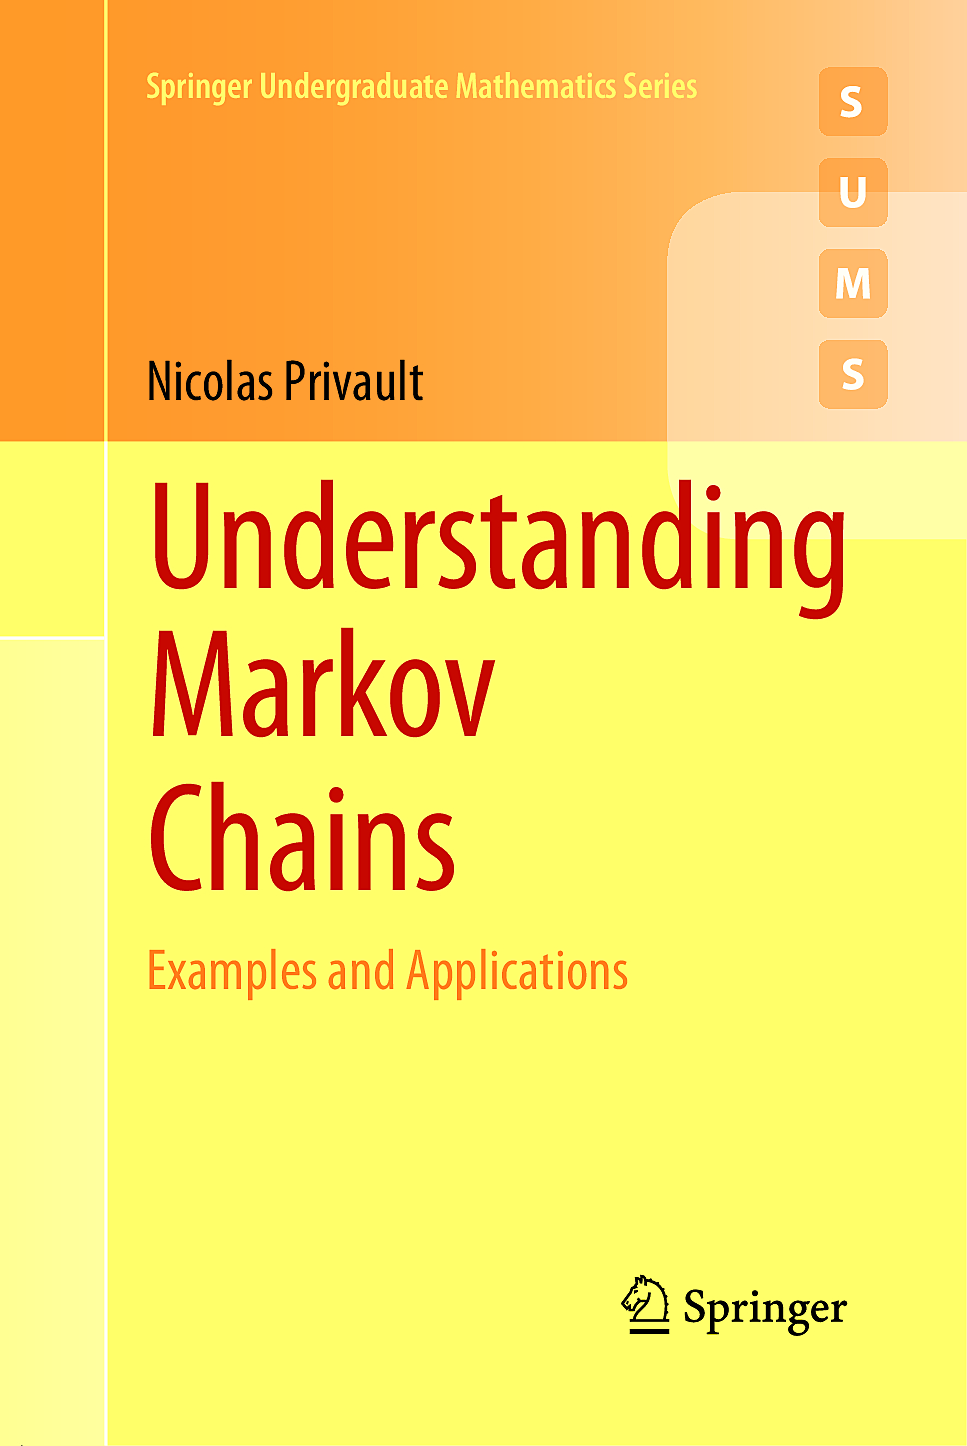 Springer Undergraduate Mathematics Series
S
U
M
S
Nicolas Privault
Understanding
Markov
Chains
Examples and Applications
Springer